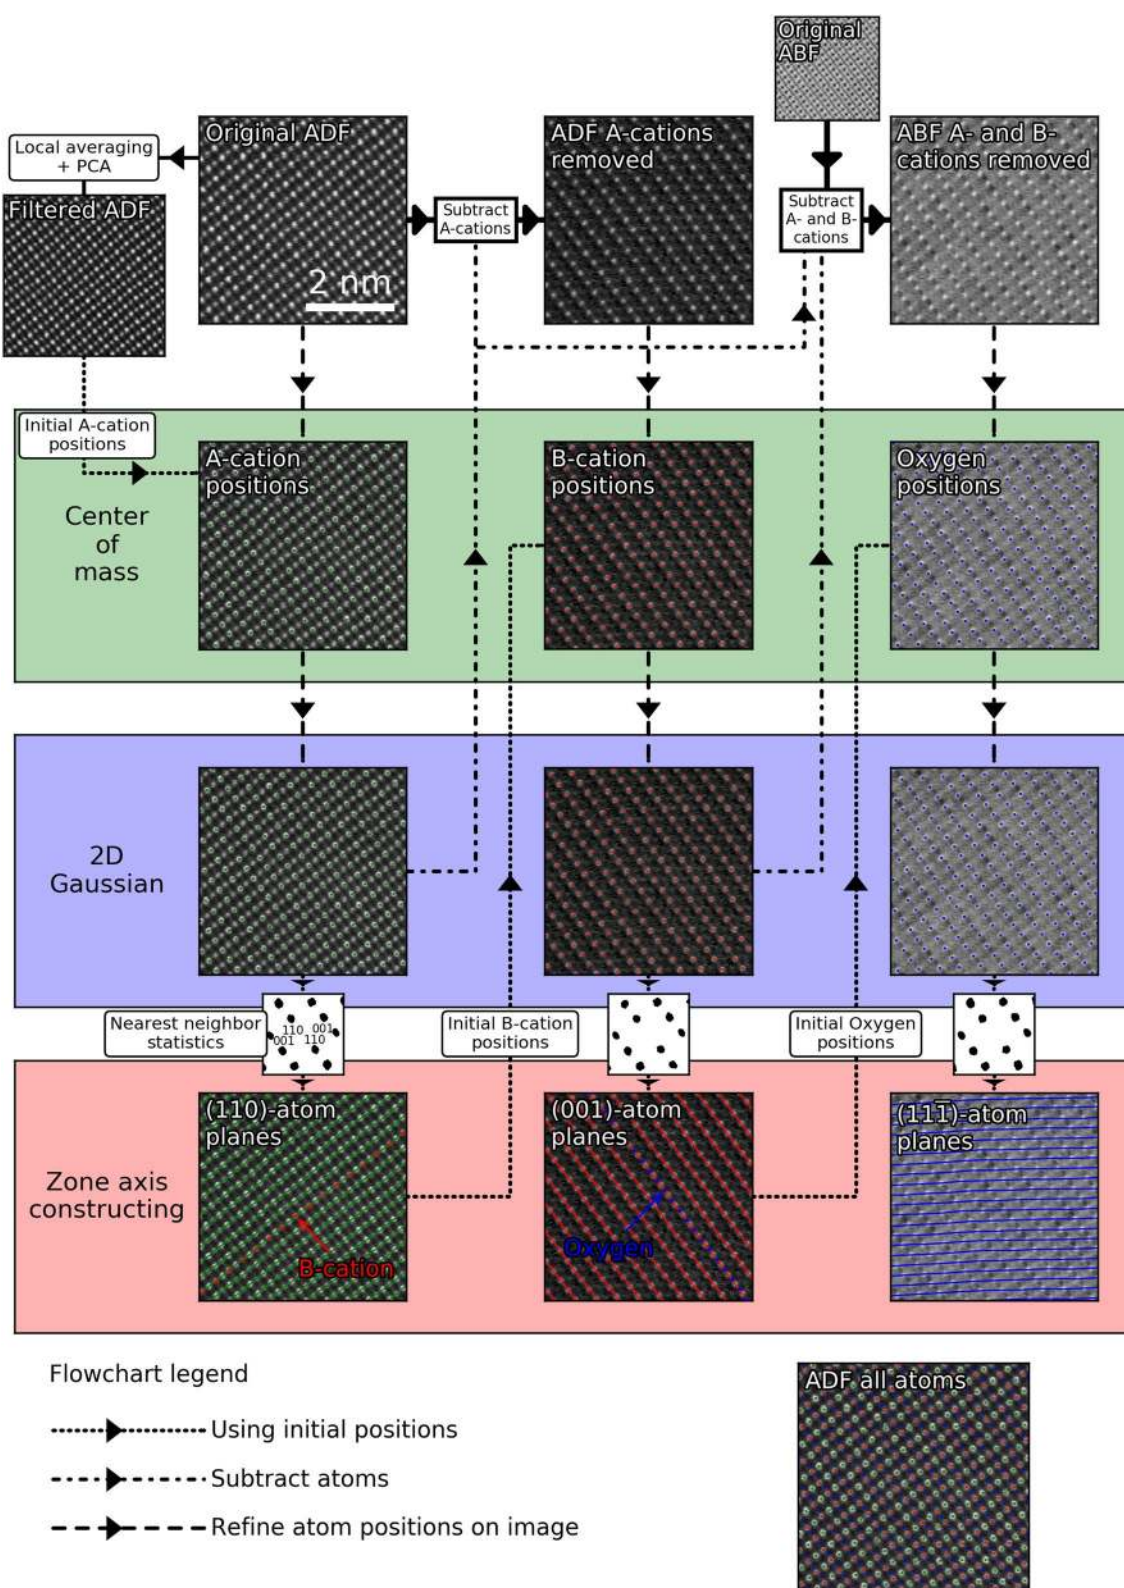 Original
ABF
Original ADF
ADF A-cations
removed
ABF A- and B-
cations removed
Local averaging
+ PCA
Filtered ADF
Subtract
A-cations
Subtract
A- and B-
cations
2 nm
Initial A-cation
positions
A-cation
positions
B-cation
positions
Oxygen
positions
Center
of
mass
2D
Gaussian
Nearest neighbor
statistics
110 001
001 110
Initial B-cation
positions
Initial Oxygen
positions
(110)-atom
planes
(001)-atom
planes
(111̅)-atom
planes
Zone axis
constructing
B-cation
Oxygen
Flowchart legend
Using initial positions
Subtract atoms
Refine atom positions on image
ADF all atoms